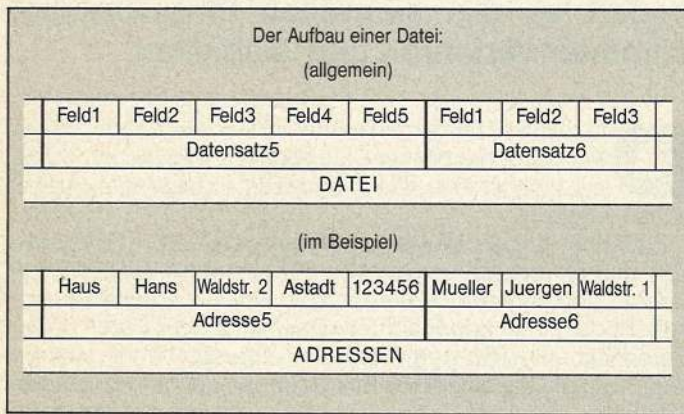 Der Aufbau einer Datei:
(allgemein)
Feld1 Feld2 Feld3 Feld4 Feld5 Feld1 Feld2 Feld3
Datensatz5 Datensatz6
DATEI
(im Beispiel)
Haus Hans Waldstr. 2 Astadt 123456 Mueller Juergen Waldstr. 1
Adresse5 Adresse6
ADRESSEN